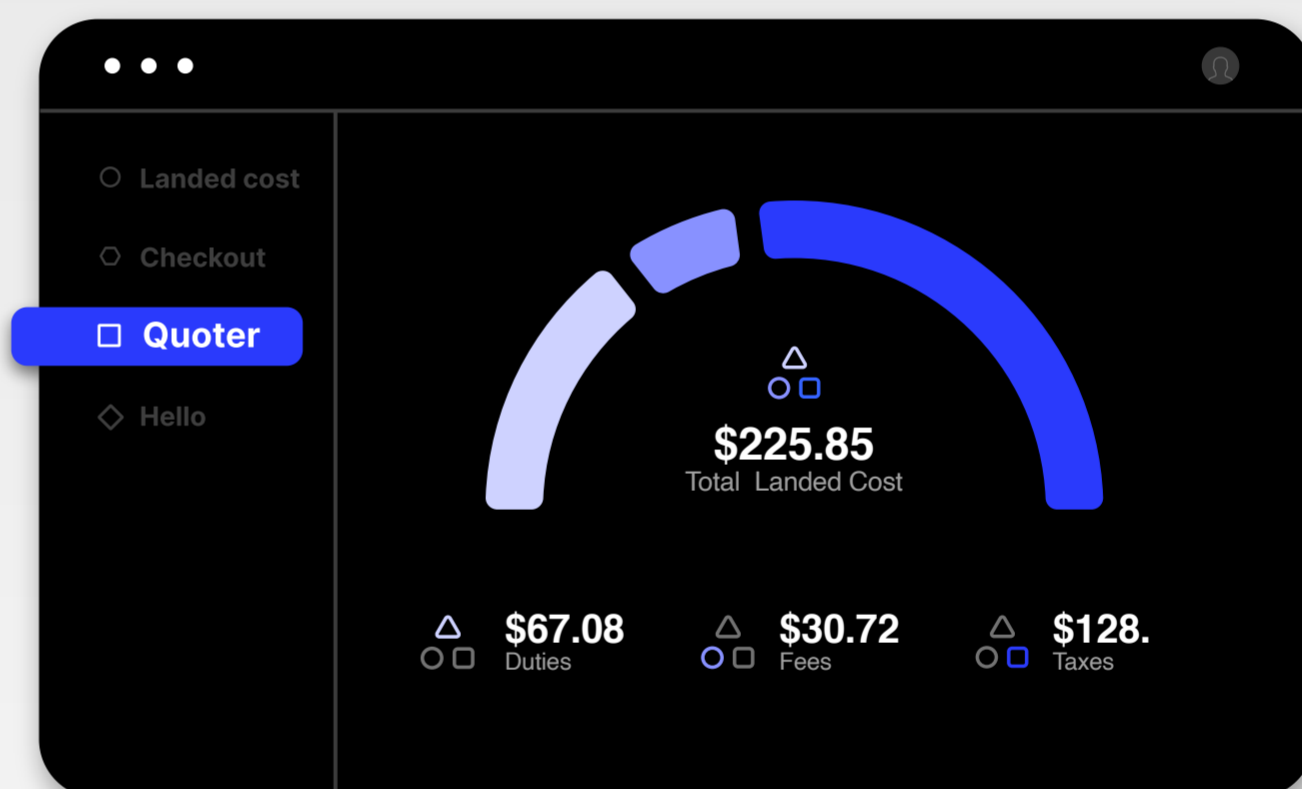 Landed cost
Checkout
Quoter
Hello
$225.85
Total Landed Cost
$67.08
Duties
$30.72
Fees
$128.
Taxes